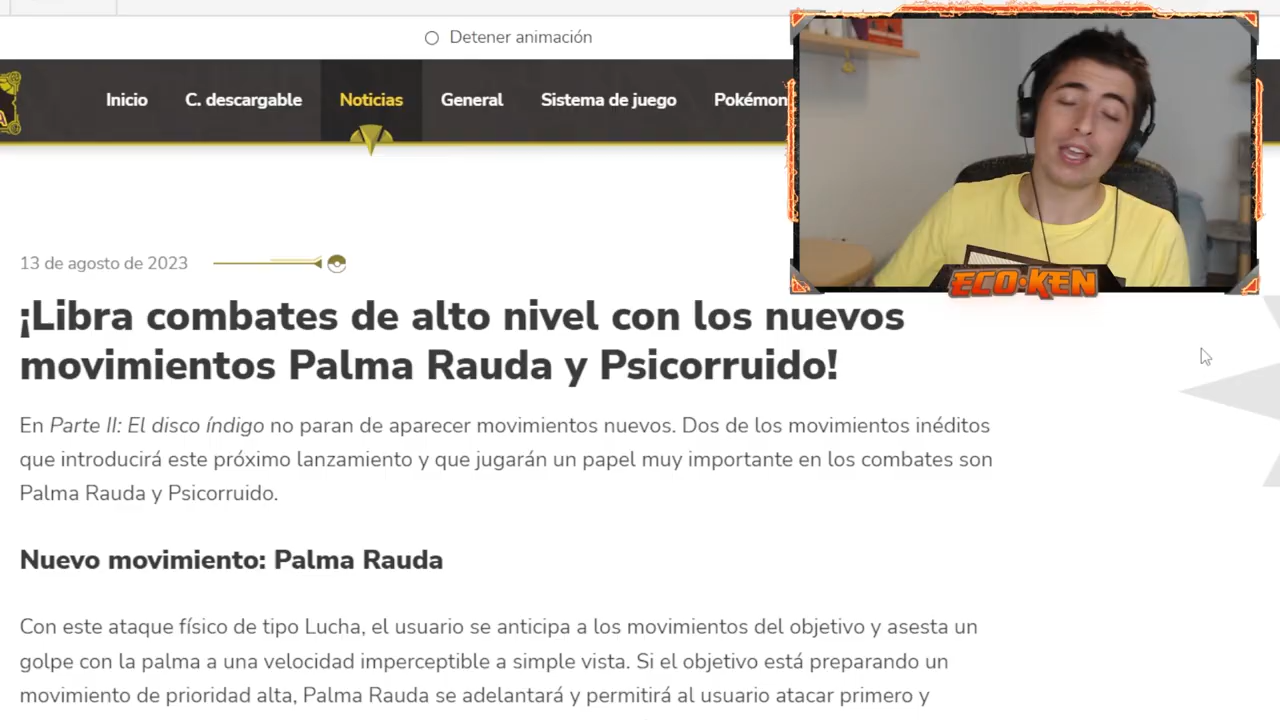 Detener animación
Inicio C. descargable Noticias General Sistema de juego Pokémon
13 de agosto de 2023
¡Libra combates de alto nivel con los nuevos
movimientos Palma Rauda y Psicorruido!
En Parte II: El disco índigo no paran de aparecer movimientos nuevos. Dos de los movimientos inéditos
que introducirá este próximo lanzamiento y que jugarán un papel muy importante en los combates son
Palma Rauda y Psicorruido.
Nuevo movimiento: Palma Rauda
Con este ataque físico de tipo Lucha, el usuario se anticipa a los movimientos del objetivo y asesta un
golpe con la palma a una velocidad imperceptible a simple vista. Si el objetivo está preparando un
movimiento de prioridad alta, Palma Rauda se adelantará y permitirá al usuario atacar primero y
ECO·KEN